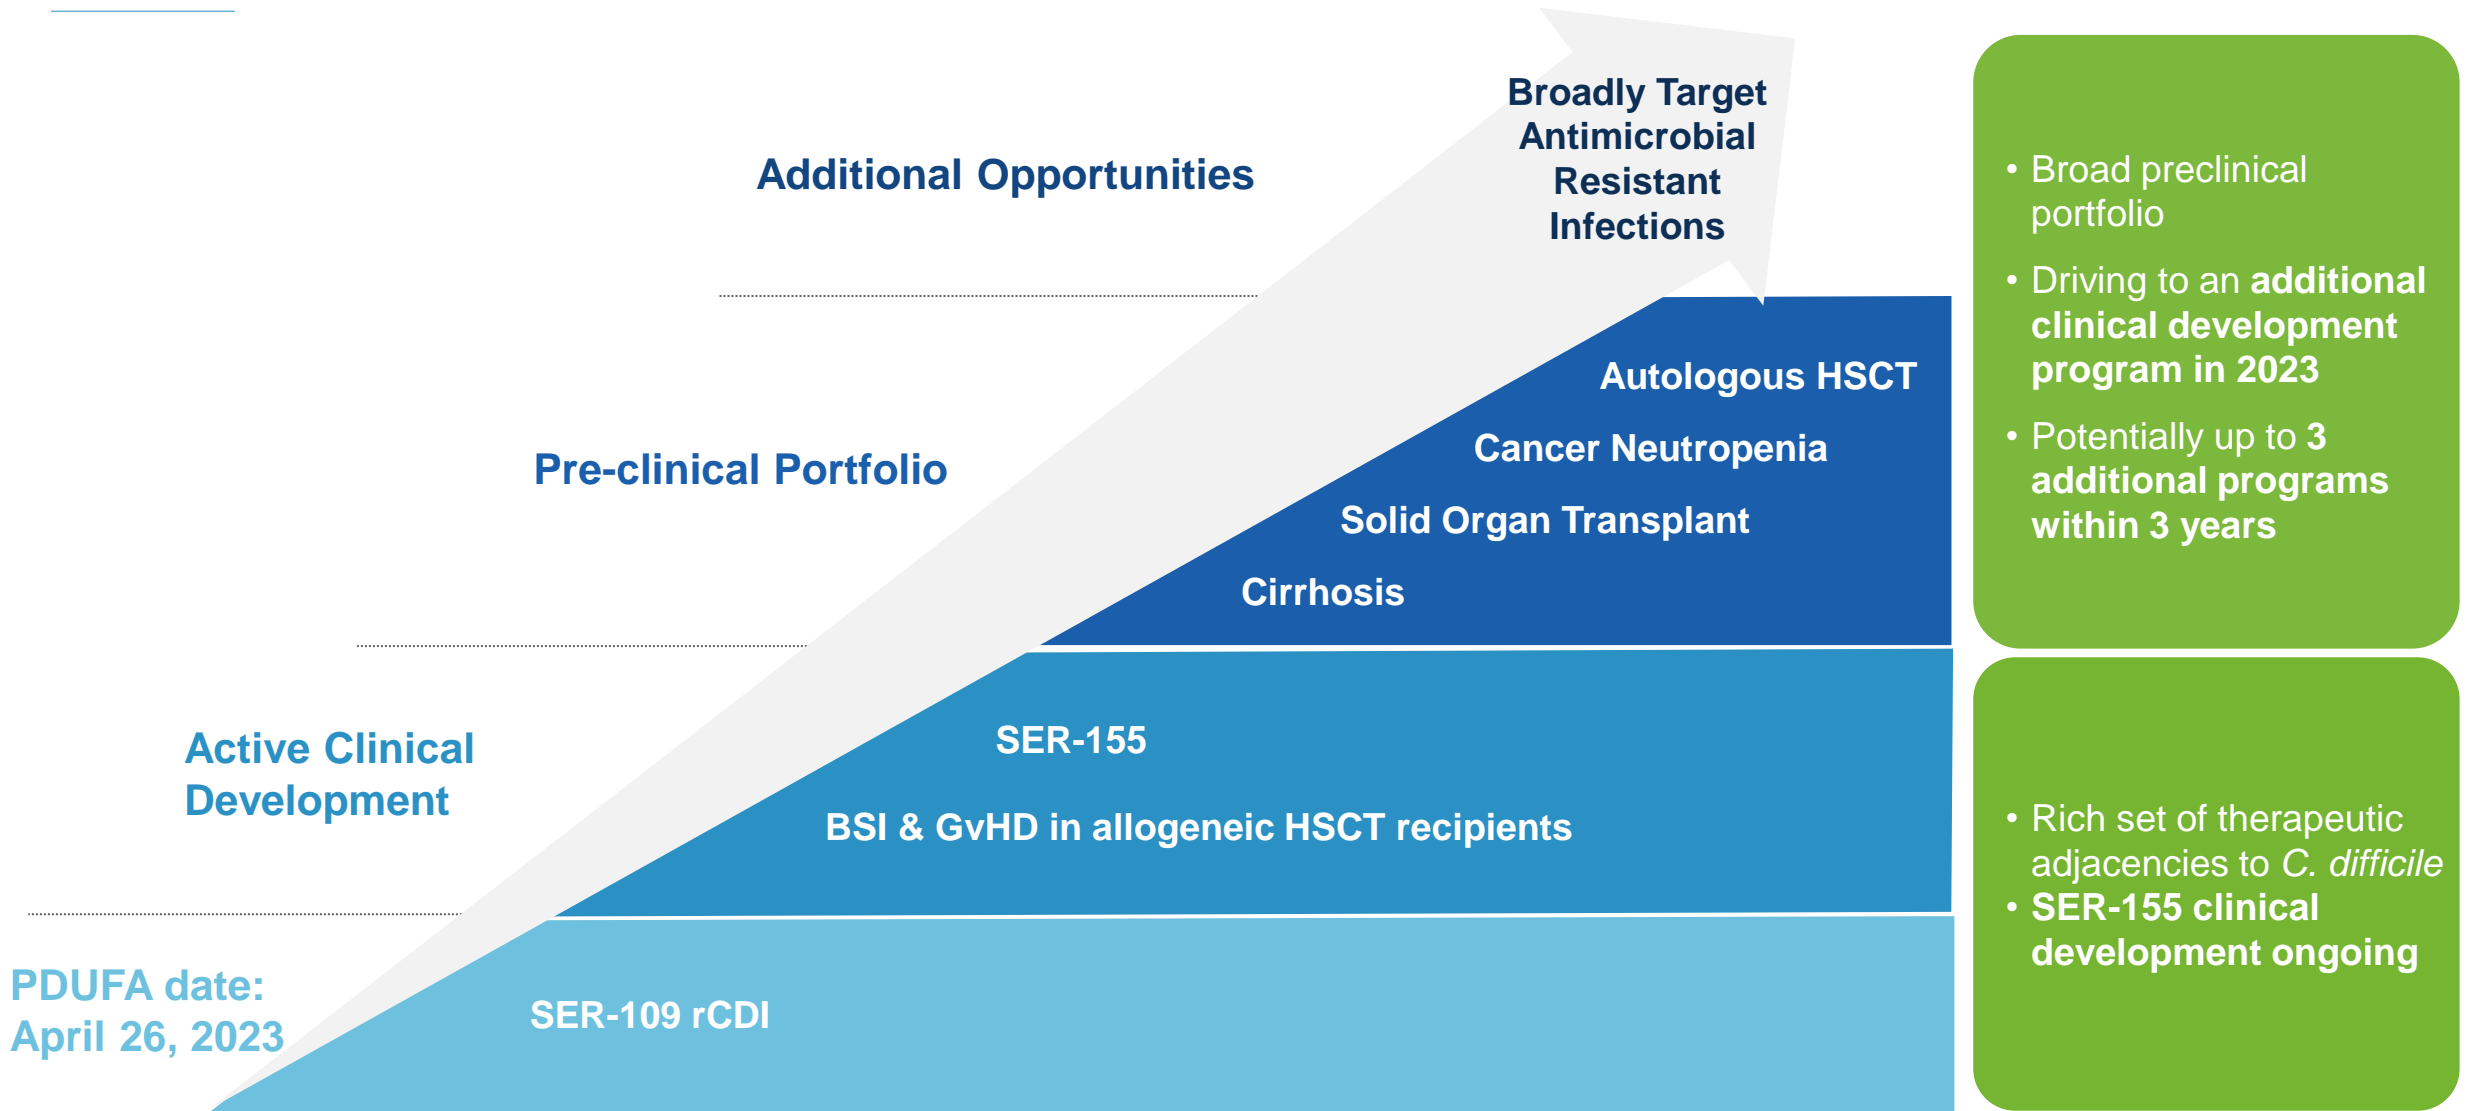 Additional Opportunities
Broadly Target
Antimicrobial
Resistant
Infections
Pre-clinical Portfolio
Autologous HSCT
Cancer Neutropenia
Solid Organ Transplant
Cirrhosis
Active Clinical
Development
SER-155
BSI & GvHD in allogeneic HSCT recipients
PDUFA date:
April 26, 2023
SER-109 rCDI
• Broad preclinical
portfolio
• Driving to an additional
clinical development
program in 2023
• Potentially up to 3
additional programs
within 3 years
• Rich set of therapeutic
adjacencies to C. difficile
• SER-155 clinical
development ongoing